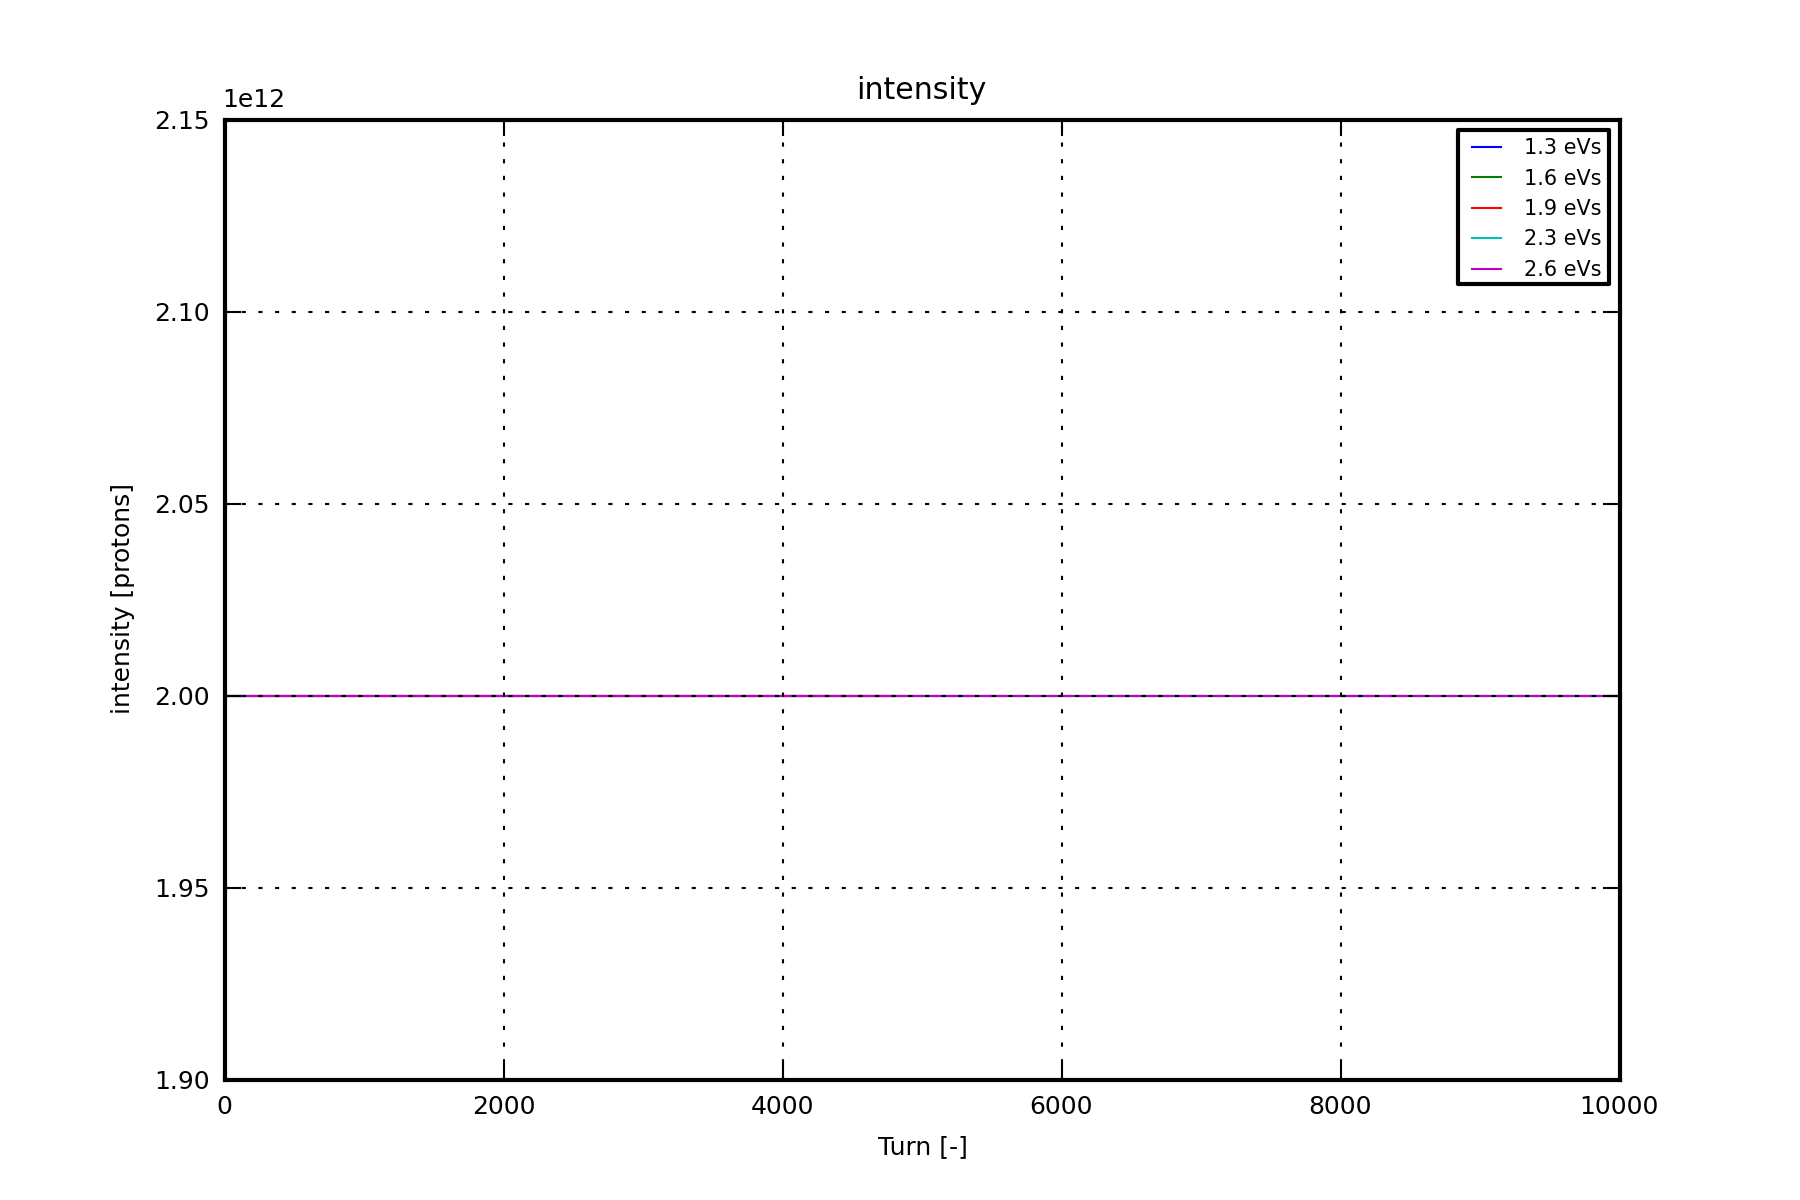 intensity
1e12
2.15
2.10
2.05
2.00
1.95
1.90
intensity [protons]
1.3 eVs
1.6 eVs
1.9 eVs
2.3 eVs
2.6 eVs
0 2000 4000 6000 8000 10000
Turn [-]